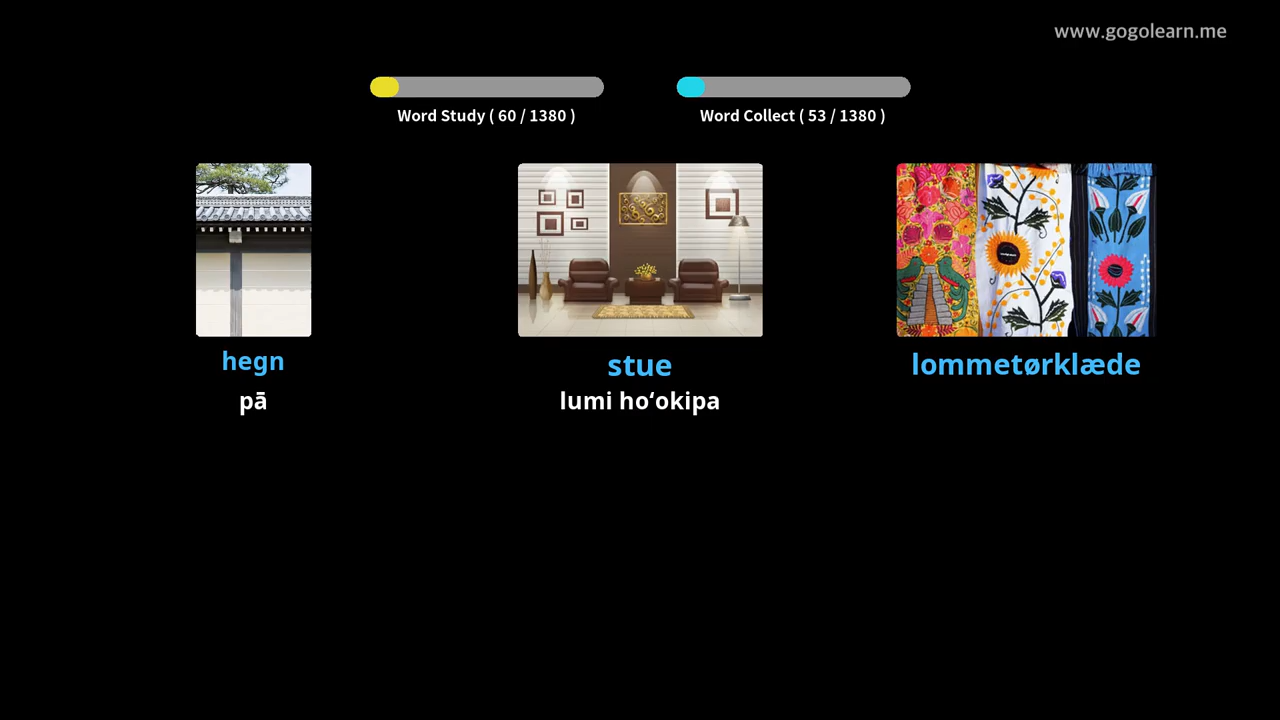 www.gogolearn.me
Word Study ( 60 / 1380 )
Word Collect ( 53 / 1380 )
hegn
pā
stue
lumi hoʻokipa
lommetørklæde